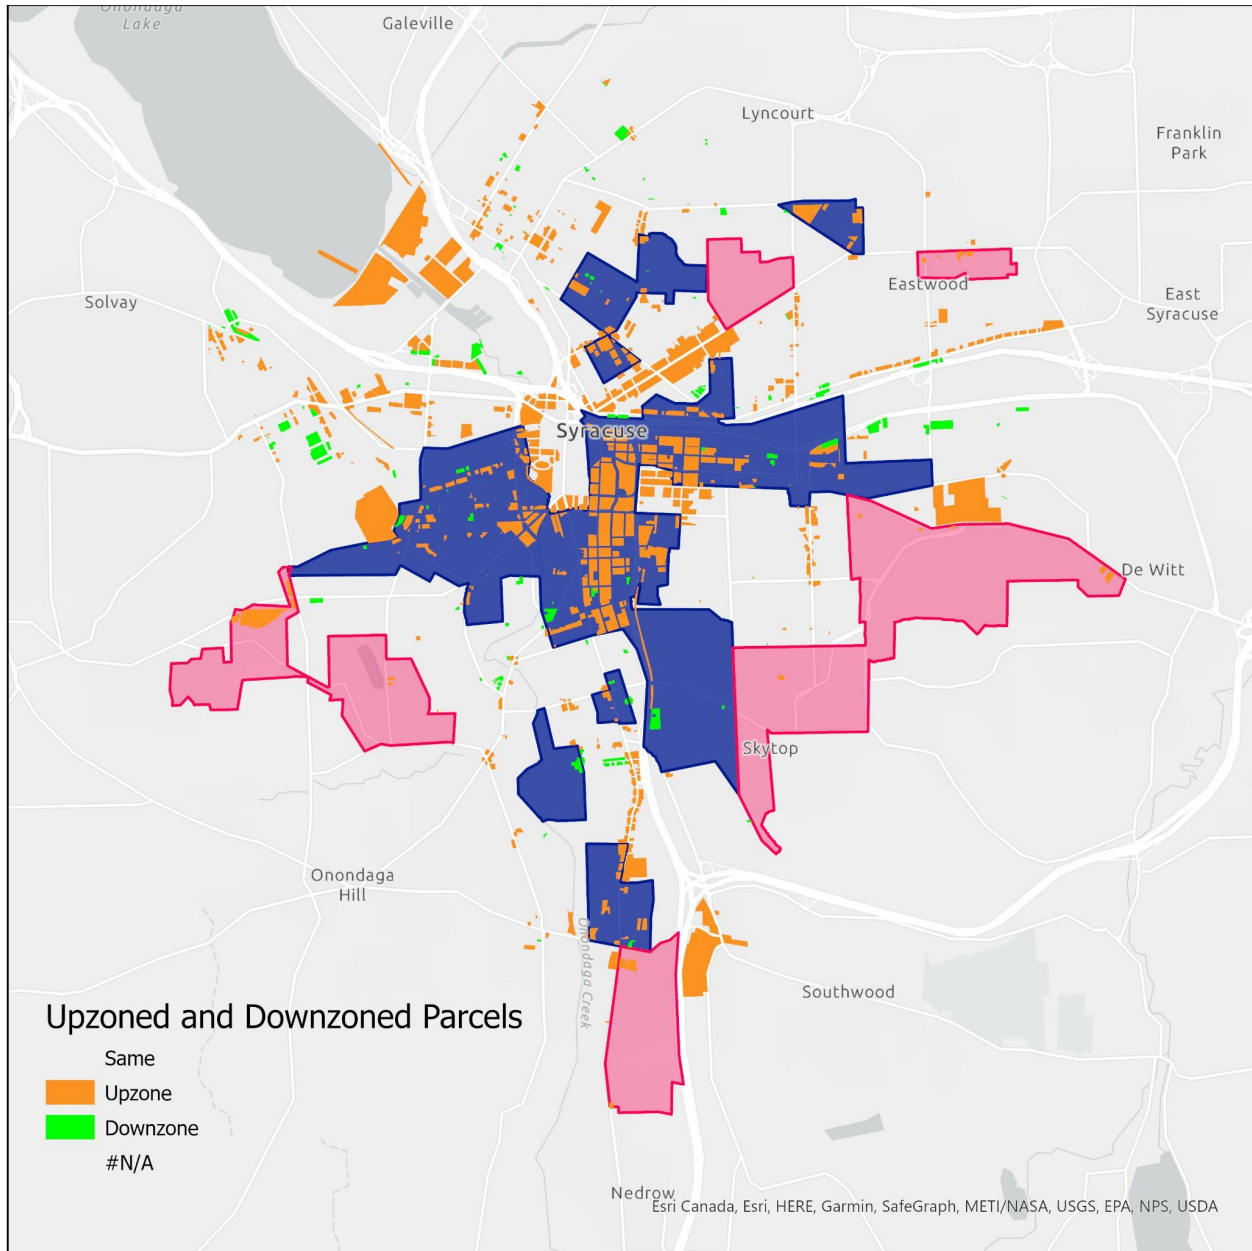 Onondaga
Lake
Galeville
Lyncourt
Franklin
Park
Solvay
Eastwood
East
Syracuse
Syracuse
De Witt
Skytop
Onondaga
Hill
Onondaga Creek
Southwood
Upzoned and Downzoned Parcels
Same
Upzone
Downzone
#N/A
Nedrow
Esri Canada, Esri, HERE, Garmin, SafeGraph, METI/NASA, USGS, EPA, NPS, USDA